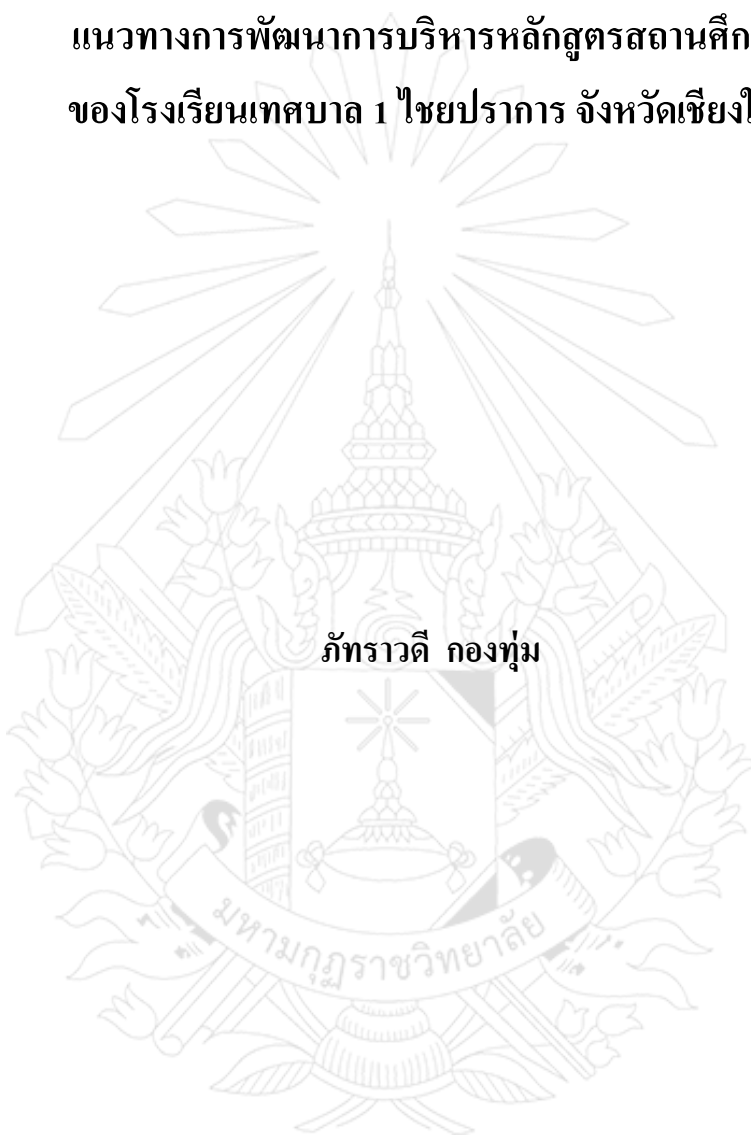 แนวทางการพัฒนาการบริหารหลักสูตรสถานศึก
ของโรงเรียนเทศบาล 1 ไชยปราการ จังหวัดเชียงให
ภัทราวดี กองทุ่ม
มหามกุฏราชวิทยาลัย